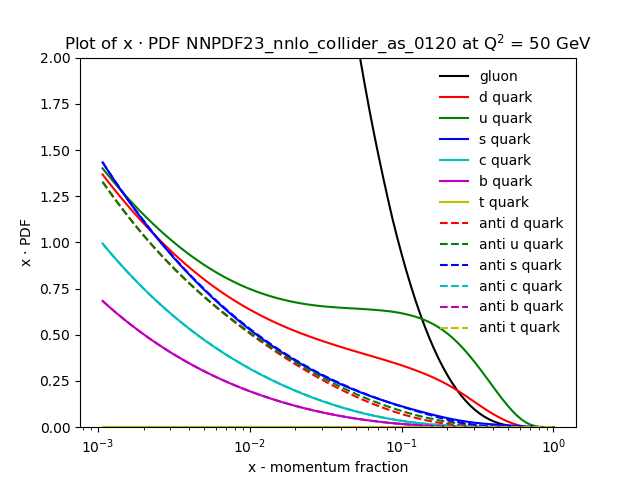 Plot of x · PDF NNPDF23_nnlo_collider_as_0120 at Q² = 50 GeV
x · PDF
2.00
1.75
1.50
1.25
1.00
0.75
0.50
0.25
0.00
gluon
d quark
u quark
s quark
c quark
b quark
t quark
anti d quark
anti u quark
anti s quark
anti c quark
anti b quark
anti t quark
10⁻³ 10⁻² 10⁻¹ 10⁰
x - momentum fraction